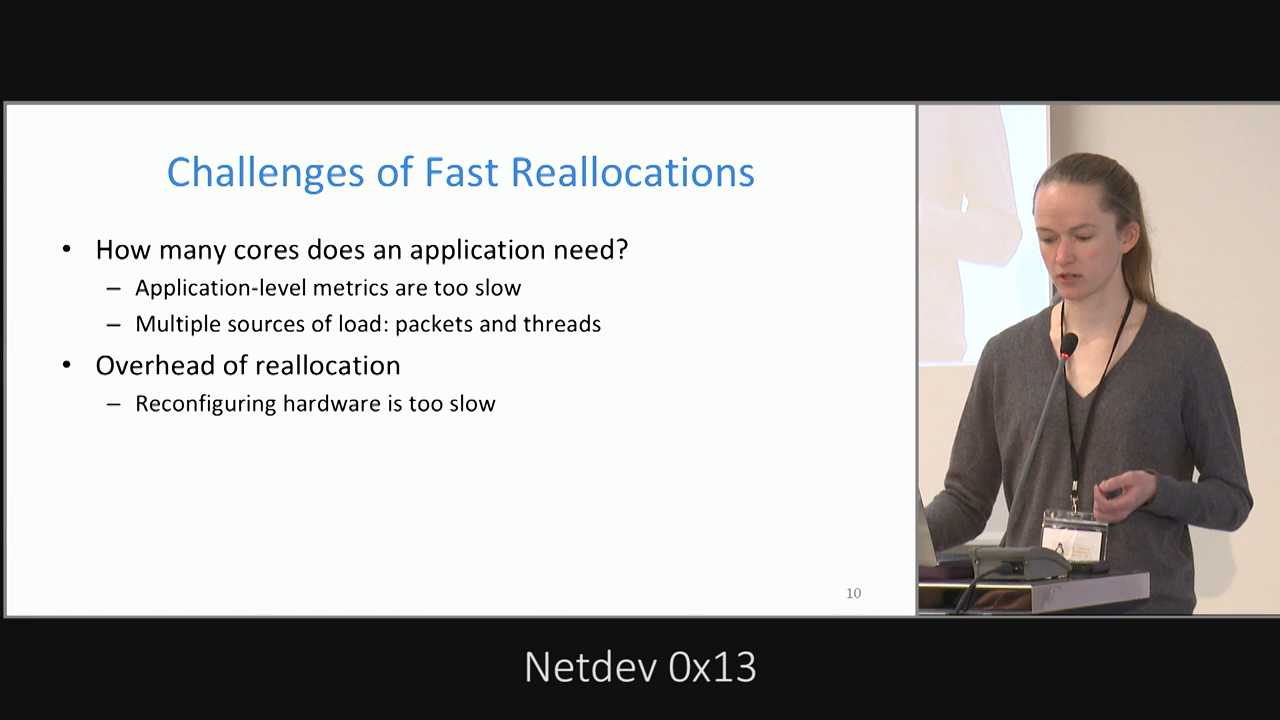 Challenges of Fast Reallocations
• How many cores does an application need?
– Application-level metrics are too slow
– Multiple sources of load: packets and threads
• Overhead of reallocation
– Reconfiguring hardware is too slow
10
Netdev 0x13